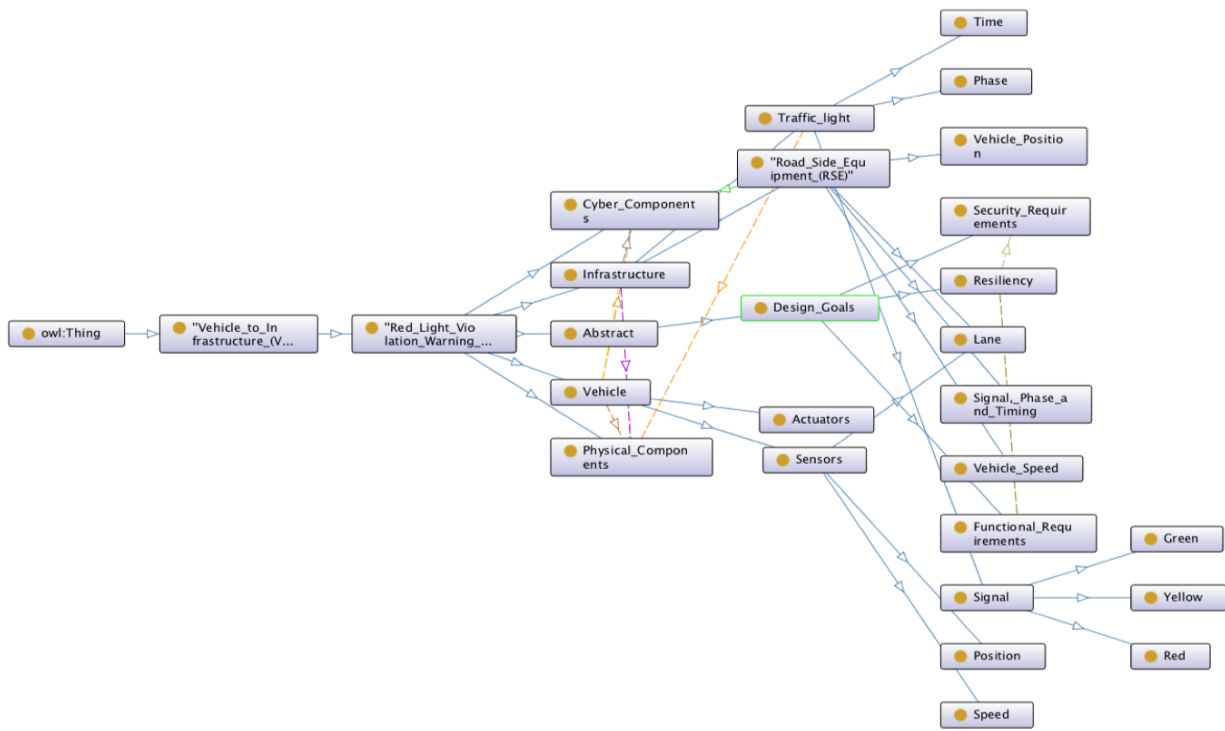 Time
Phase
Traffic_light
Vehicle_Positio
n
"Road_Side_Equ
ipment_(RSE)"
Cyber_Component
s
Security_Requir
ements
Infrastructure
Resiliency
Design_Goals
owl:Thing
"Vehicle_to_In
frastructure_(V...
"Red_Light_Vio
lation_Warning_...
Abstract
Lane
Vehicle
Signal,_Phase_a
nd_Timing
Actuators
Physical_Compon
ents
Sensors
Vehicle_Speed
Functional_Requ
irements
Green
Signal
Yellow
Position
Red
Speed